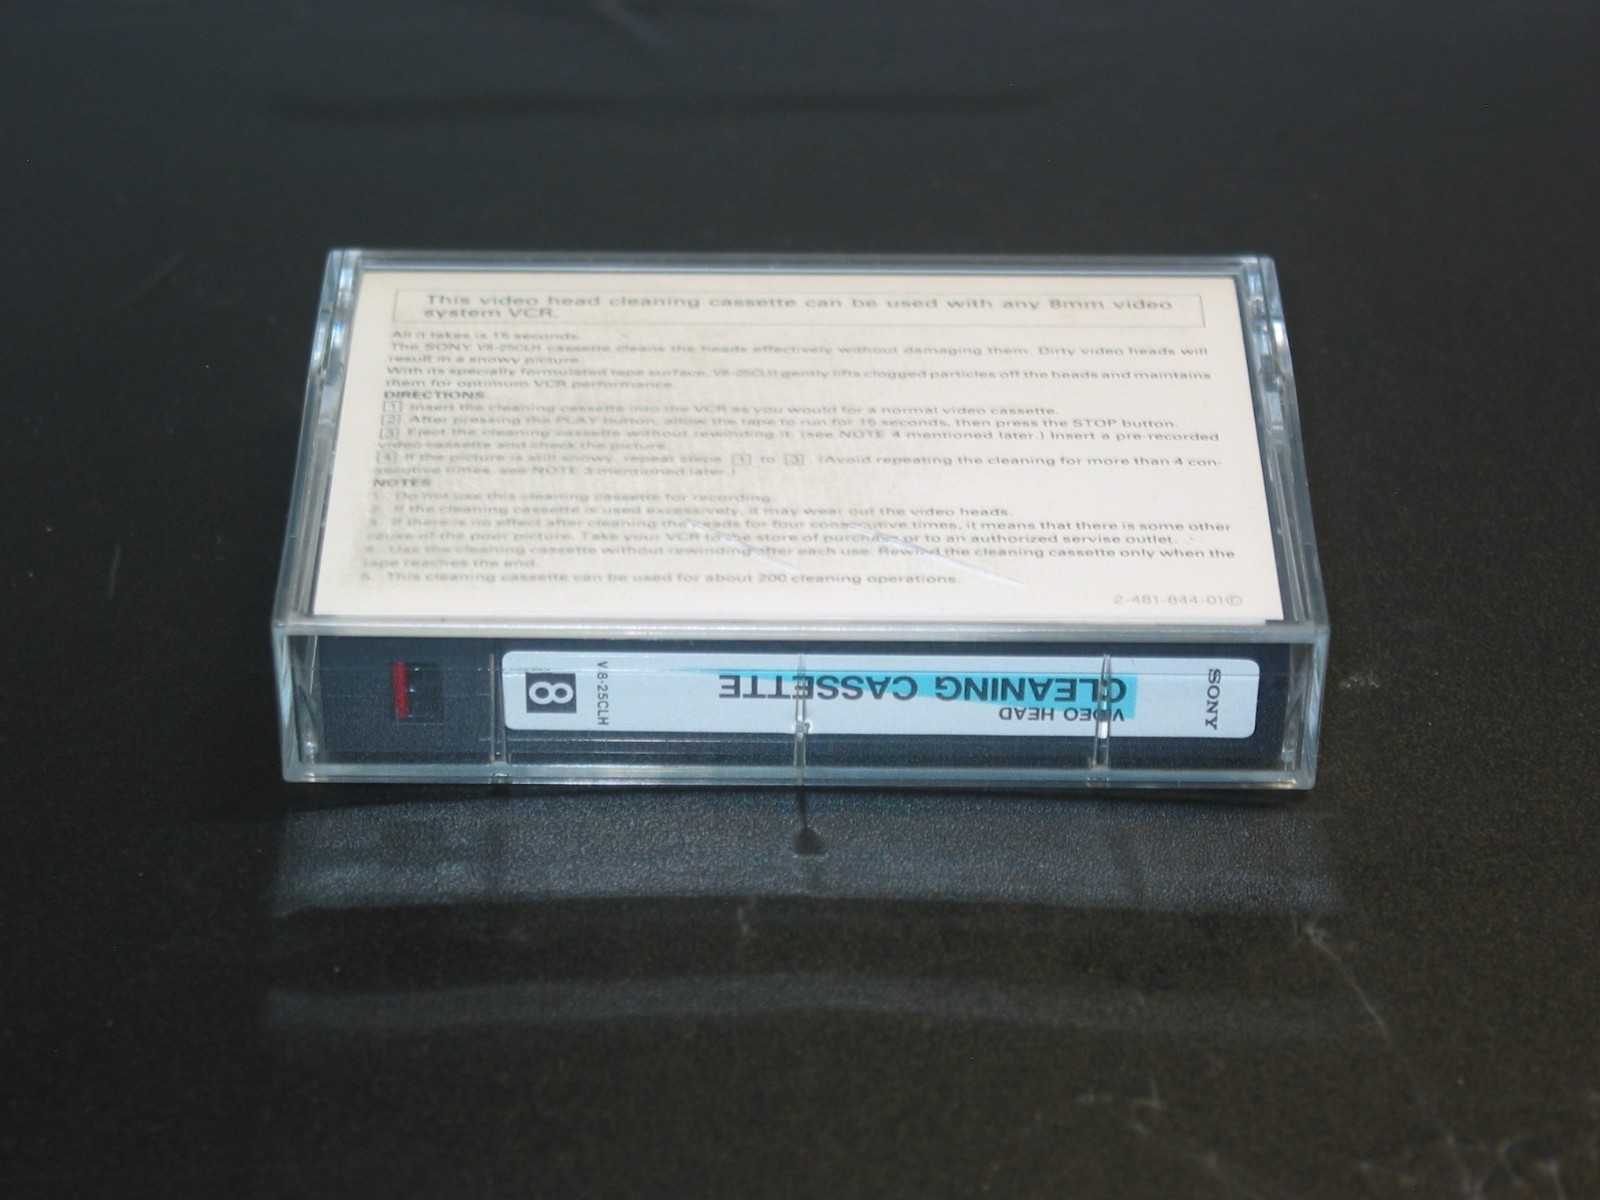 This video head cleaning cassette can be used with any 8mm video
system VCR.
All it takes is 15 seconds.
The SONY V8-25CLH cassette cleans the heads effectively without damaging them. Dirty video heads will
result in a snowy picture.
With its specially formulated tape surface, V8-25CLH gently lifts clogged particles off the heads and maintains
them for optimum VCR performance.
DIRECTIONS
1 Insert the cleaning cassette into the VCR as you would for a normal video cassette.
2 After pressing the PLAY button, allow the tape to run for 15 seconds, then press the STOP button.
3 Eject the cleaning cassette without rewinding it. (see NOTE 4 mentioned later.) Insert a pre-recorded
video cassette and check the picture.
4 If the picture is still snowy, repeat steps 1 to 3. (Avoid repeating the cleaning for more than 4 con-
secutive times, see NOTE 3 mentioned later.)
NOTES
1. Do not use this cleaning cassette for recording.
2. If the cleaning cassette is used excessively, it may wear out the video heads.
3. If there is no effect after cleaning the heads for four consecutive times, it means that there is some other
cause of the poor picture. Take your VCR to the store of purchase or to an authorized servise outlet.
4. Use the cleaning cassette without rewinding after each use. Rewind the cleaning cassette only when the
tape reaches the end.
5. This cleaning cassette can be used for about 200 cleaning operations.
2-481-844-01Ⓔ
SONY
VIDEO HEAD
CLEANING CASSETTE
V8-25CLH
8